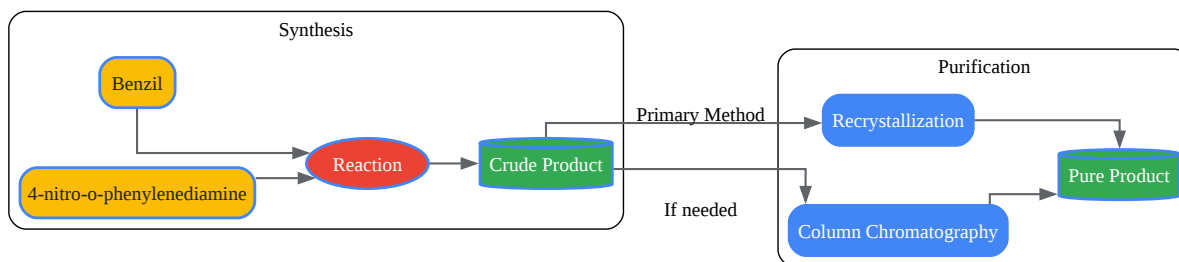 Synthesis
Benzil
4-nitro-o-phenylenediamine
Reaction
Crude Product
Primary Method
If needed
Purification
Recrystallization
Column Chromatography
Pure Product